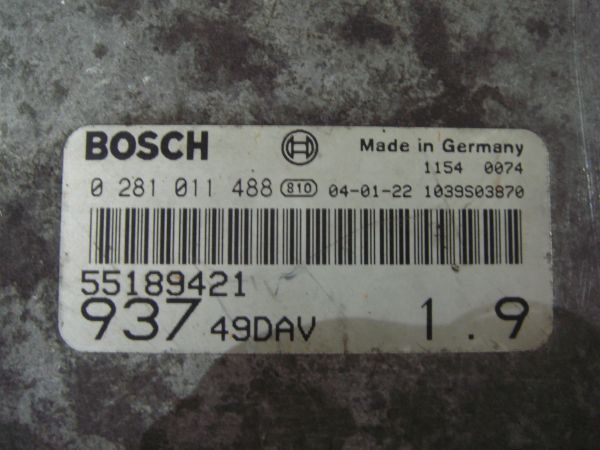 BOSCH Made in Germany
1154 0074
0 281 011 488 810 04-01-22 1039S03870
55189421
937 49DAV 1.9